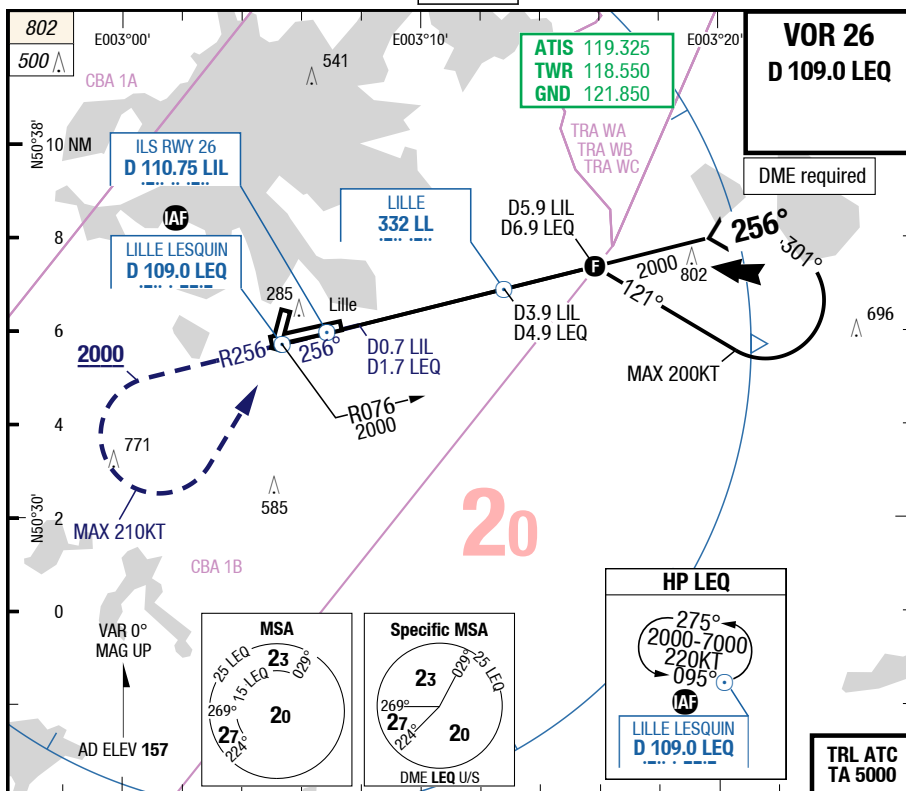 802
500
E003°00'
E003°10'
E003°20'
541
ATIS 119.325
TWR 118.550
GND 121.850
VOR 26
D 109.0 LEQ
DME required
CBA 1A
N50°38'
10 NM
ILS RWY 26
D 110.75 LIL
TRA WA
TRA WB
TRA WC
IAF
LILLE
332 LL
D5.9 LIL
D6.9 LEQ
8
LILLE LESQUIN
D 109.0 LEQ
F
256°
301°
2000
802
121°
285
Lille
D3.9 LIL
D4.9 LEQ
696
6
2000
R256
256°
D0.7 LIL
D1.7 LEQ
MAX 200KT
R076
2000
4
771
585
N50°30'
2
MAX 210KT
20
CBA 1B
0
VAR 0°
MAG UP
AD ELEV 157
MSA
25 LEQ
23
029°
15 LEQ
269°
20
27
224°
Specific MSA
029°
25 LEQ
23
269°
27
224°
20
DME LEQ U/S
HP LEQ
275°
2000-7000
220KT
095°
IAF
LILLE LESQUIN
D 109.0 LEQ
TRL ATC
TA 5000